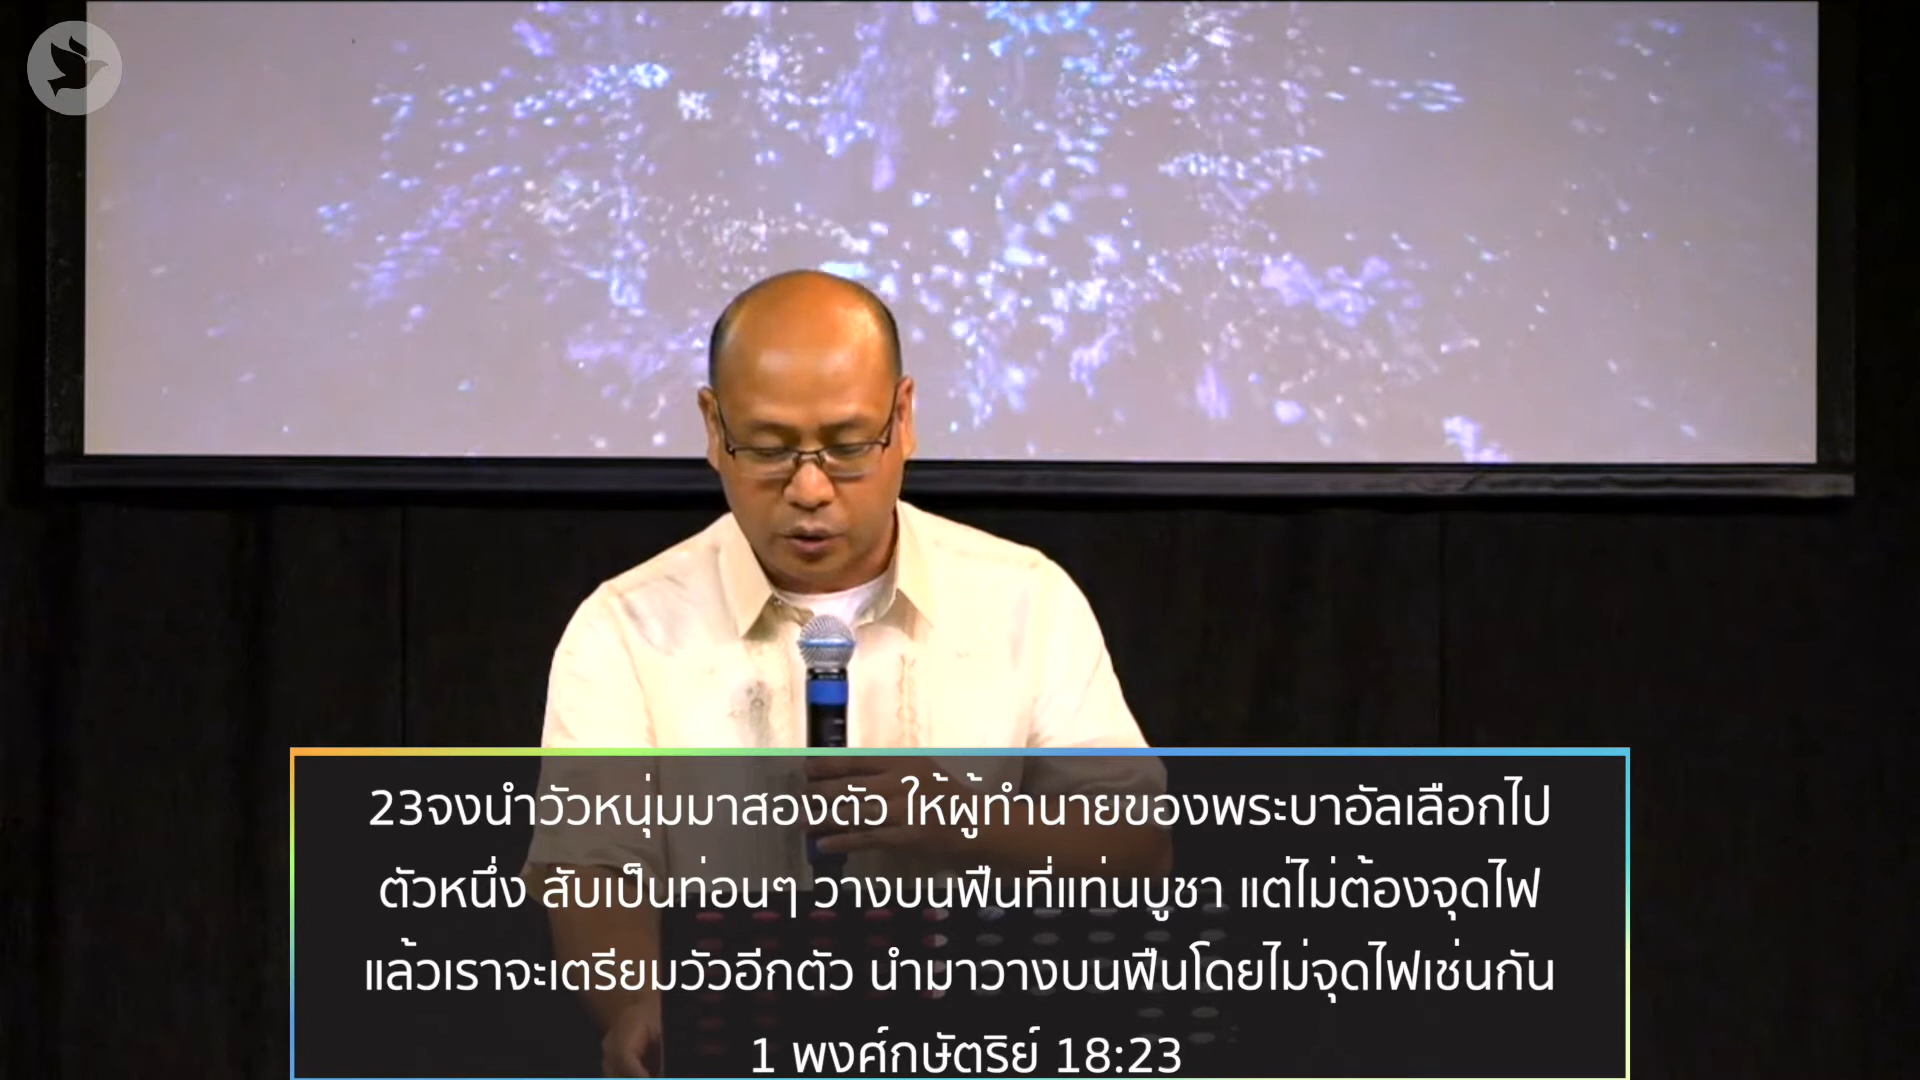 23จงนำวัวหนุ่มมาสองตัว ให้ผู้ทำนายของพระบาอัลเลือกไป
ตัวหนึ่ง สับเป็นท่อนๆ วางบนฟืนที่แท่นบูชา แต่ไม่ต้องจุดไฟ
แล้วเราจะเตรียมวัวอีกตัว นำมาวางบนฟืนโดยไม่จุดไฟเช่นกัน
1 พงศ์กษัตริย์ 18:23